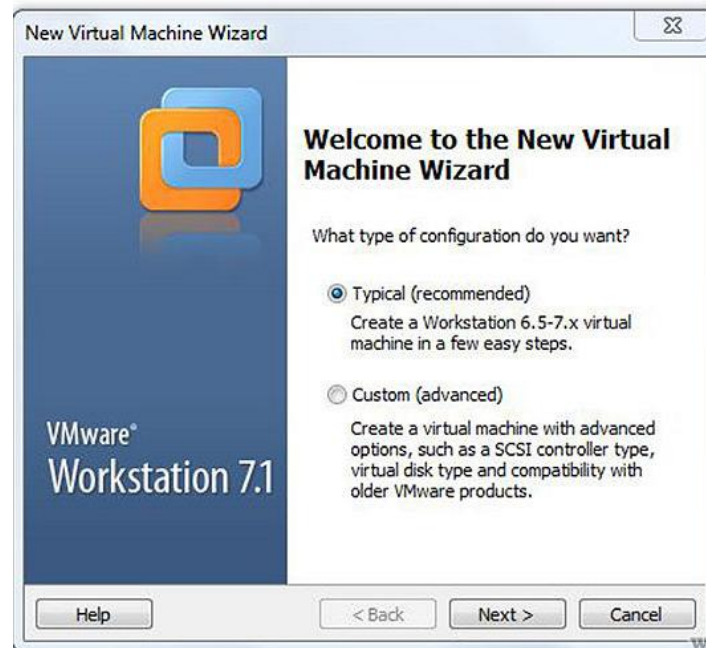 New Virtual Machine Wizard
Welcome to the New Virtual
Machine Wizard
What type of configuration do you want?
Typical (recommended)
Create a Workstation 6.5-7.x virtual
machine in a few easy steps.
Custom (advanced)
Create a virtual machine with advanced
options, such as a SCSI controller type,
virtual disk type and compatibility with
older VMware products.
VMware®
Workstation 7.1
Help
< Back
Next >
Cancel